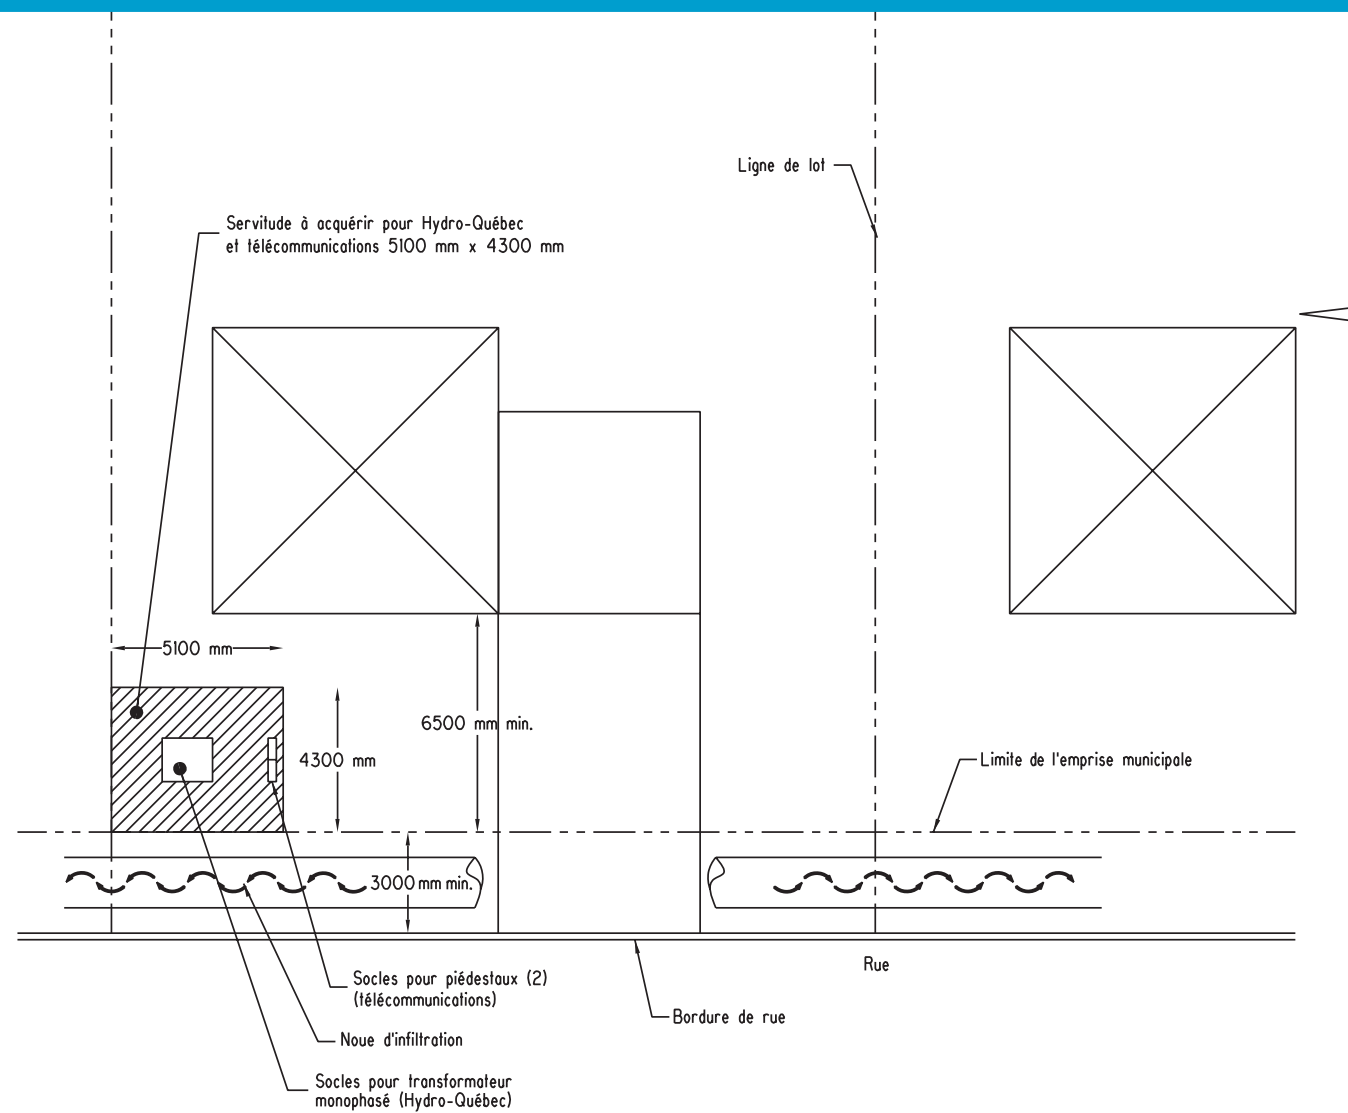 Ligne de lot
Servitude à acquérir pour Hydro-Québec
et télécommunications 5100 mm x 4300 mm
5100 mm
6500 mm min.
4300 mm
Limite de l'emprise municipale
3000 mm min.
Rue
Socles pour piédestaux (2)
(télécommunications)
Bordure de rue
Noue d'infiltration
Socles pour transformateur
monophasé (Hydro-Québec)